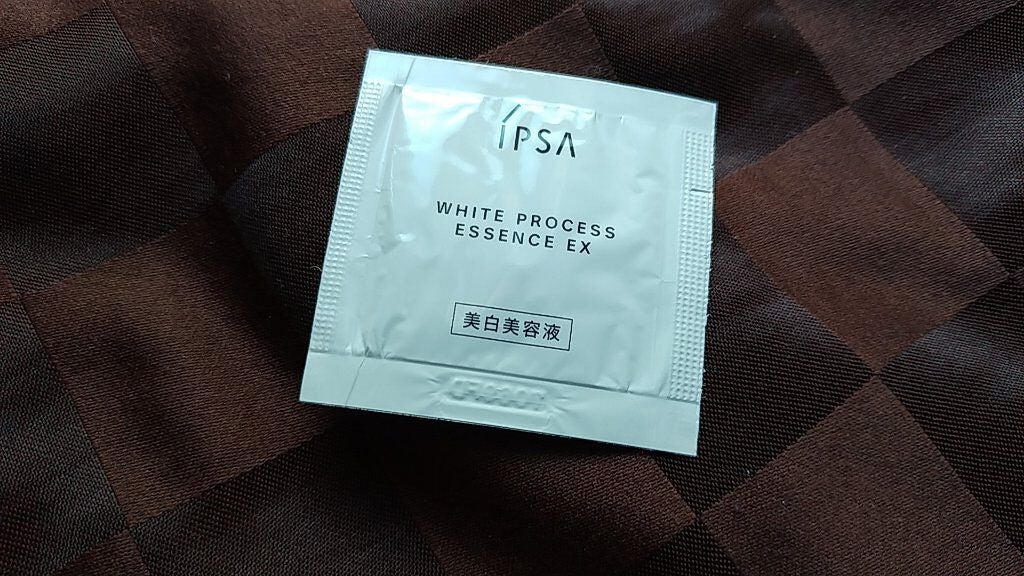 IPSA
WHITE PROCESS
ESSENCE EX
美白美容液